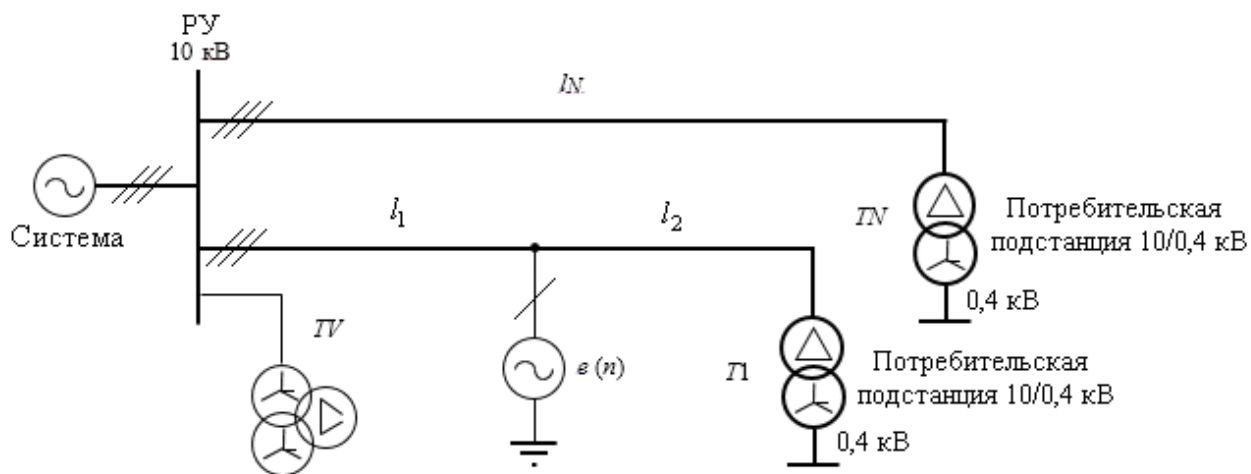 РУ
10 кВ
lN.
Система
l1
l2
TN
Потребительская
подстанция 10/0,4 кВ
0,4 кВ
TV
e (n)
T1
Потребительская
подстанция 10/0,4 кВ
0,4 кВ